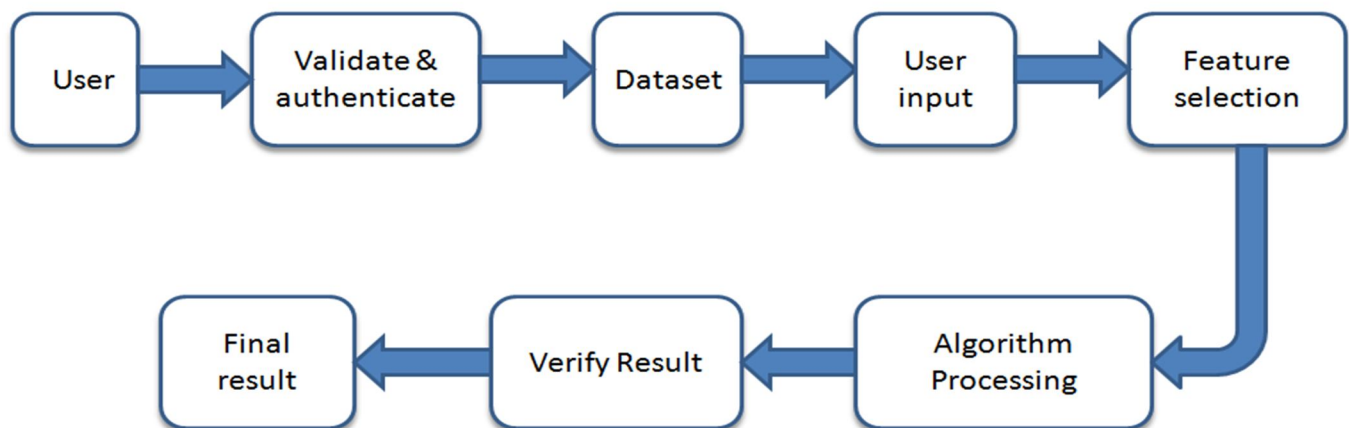 User
Validate &
authenticate
Dataset
User
input
Feature
selection
Algorithm
Processing
Verify Result
Final
result